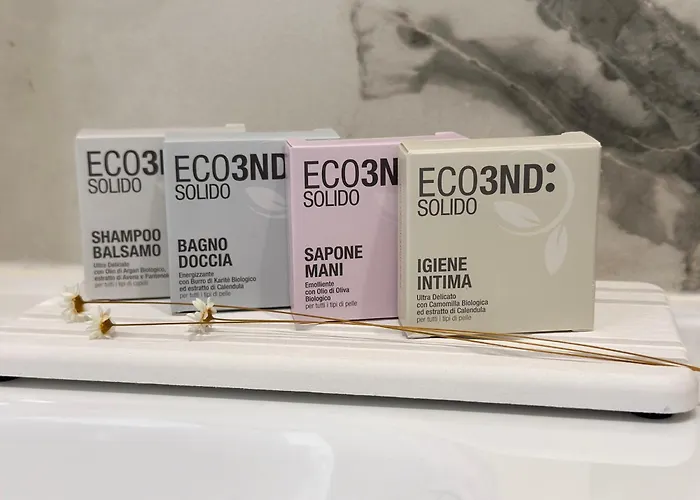 ECO3N
SOLIDO
SHAMPOO
BALSAMO
Ultra Delicato
con Olio di Argan Biologico,
estratto di Avena e Pantenolo
per tutti i tipi di capelli
ECO3ND
SOLIDO
BAGNO
DOCCIA
Energizzante
con Burro di Karité Biologico
ed estratto di Calendula
per tutti i tipi di pelle
ECO3N
SOLIDO
SAPONE
MANI
Emolliente
con Olio di Oliva
Biologico
per tutti i tipi di pelle
ECO3ND:
SOLIDO
IGIENE
INTIMA
Ultra Delicato
con Camomilla Biologica
ed estratto di Calendula
per tutti i tipi di pelle